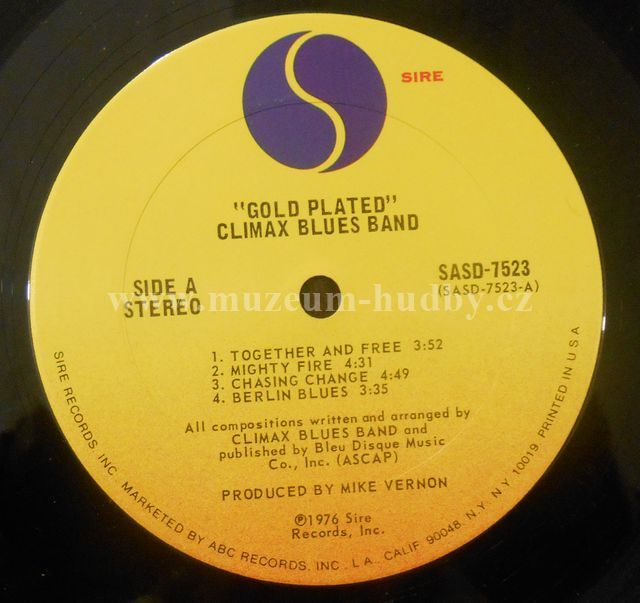 SIRE
"GOLD PLATED"
CLIMAX BLUES BAND
SIDE A
STEREO
SASD-7523
(SASD-7523-A)
www.muzeum-hudby.cz
1. TOGETHER AND FREE 3:52
2. MIGHTY FIRE 4:31
3. CHASING CHANGE 4:49
4. BERLIN BLUES 3:35
All compositions written and arranged by
CLIMAX BLUES BAND and
published by Bleu Disque Music
Co., Inc. (ASCAP)
PRODUCED BY MIKE VERNON
℗1976 Sire
Records, Inc.
SIRE RECORDS, INC. MARKETED BY ABC RECORDS, INC., L.A., CALIF 90048, N.Y. N.Y 10019 PRINTED IN U S A